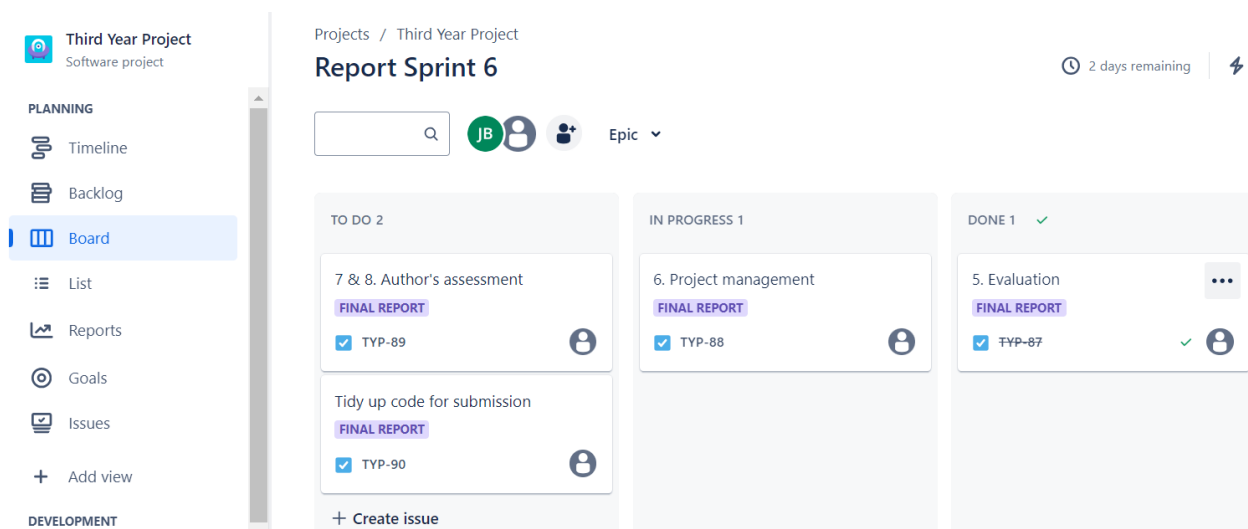 Third Year Project
Software project
PLANNING
Timeline
Backlog
Board
List
Reports
Goals
Issues
Add view
DEVELOPMENT
Projects / Third Year Project
Report Sprint 6
2 days remaining
JB
Epic
TO DO 2
7 & 8. Author's assessment
FINAL REPORT
TYP-89
Tidy up code for submission
FINAL REPORT
TYP-90
+ Create issue
IN PROGRESS 1
6. Project management
FINAL REPORT
TYP-88
DONE 1
5. Evaluation
FINAL REPORT
TYP-87